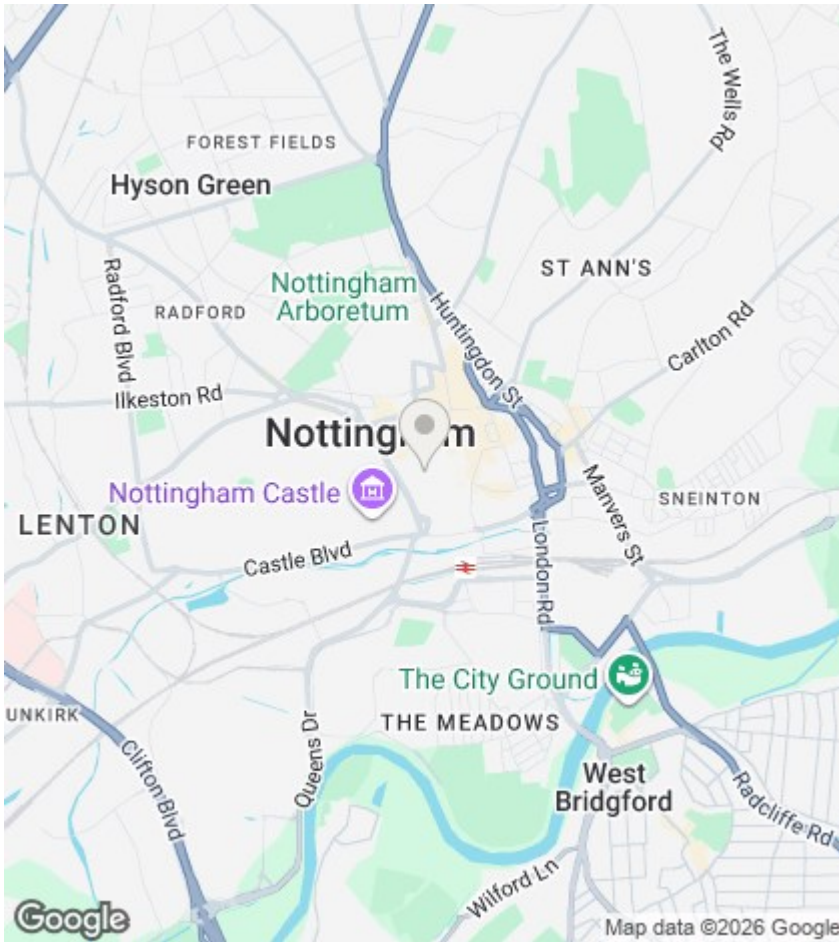 The Wells Rd
FOREST FIELDS
Hyson Green
ST ANN'S
Nottingham
Arboretum
Radford Blvd
RADFORD
Huntingdon St
Carlton Rd
Ilkeston Rd
Nottingham
Nottingham Castle
Manvers St
SNEINTON
LENTON
Castle Blvd
London Rd
The City Ground
UNKIRK
THE MEADOWS
Queens Dr
Clifton Blvd
West
Bridgford
Radcliffe Rd
Wilford Ln
Google
Map data ©2026 Google